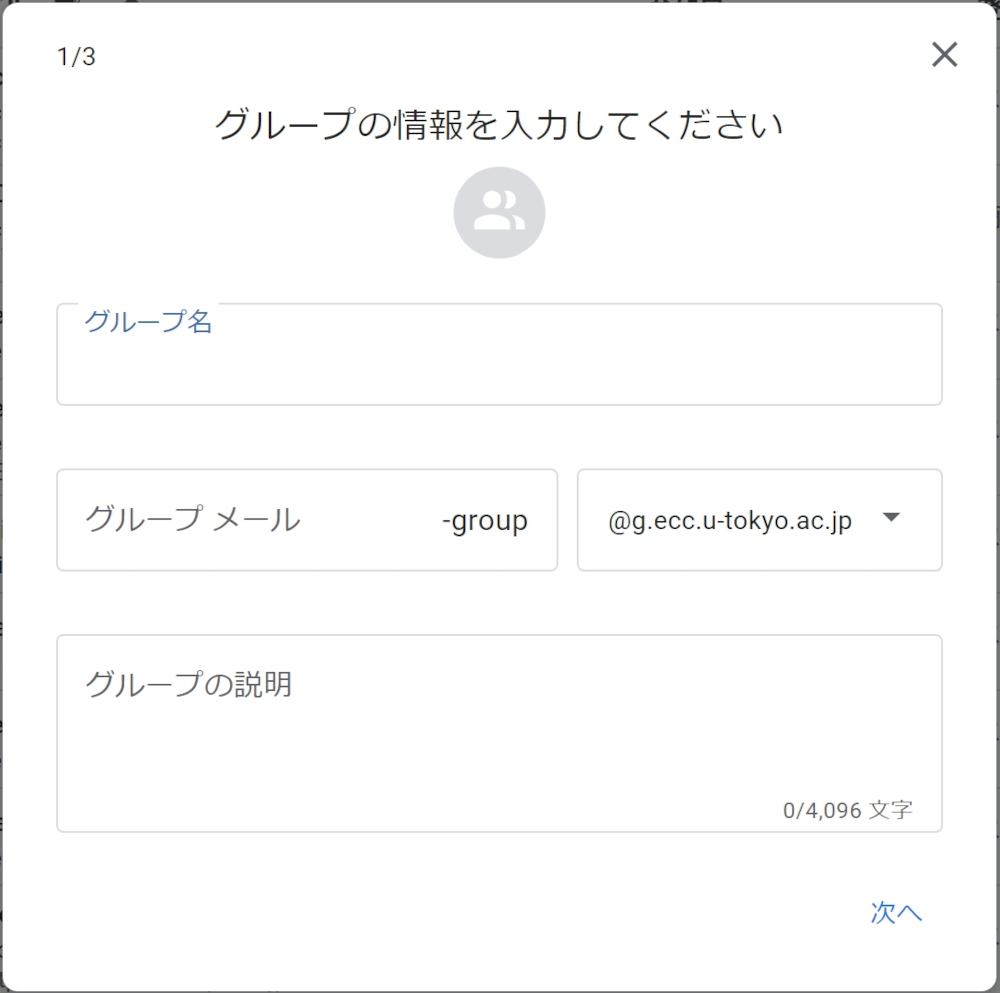 1/3
グループの情報を入力してください
グループ名
グループ メール -group @g.ecc.u-tokyo.ac.jp
グループの説明
0/4,096 文字
次へ